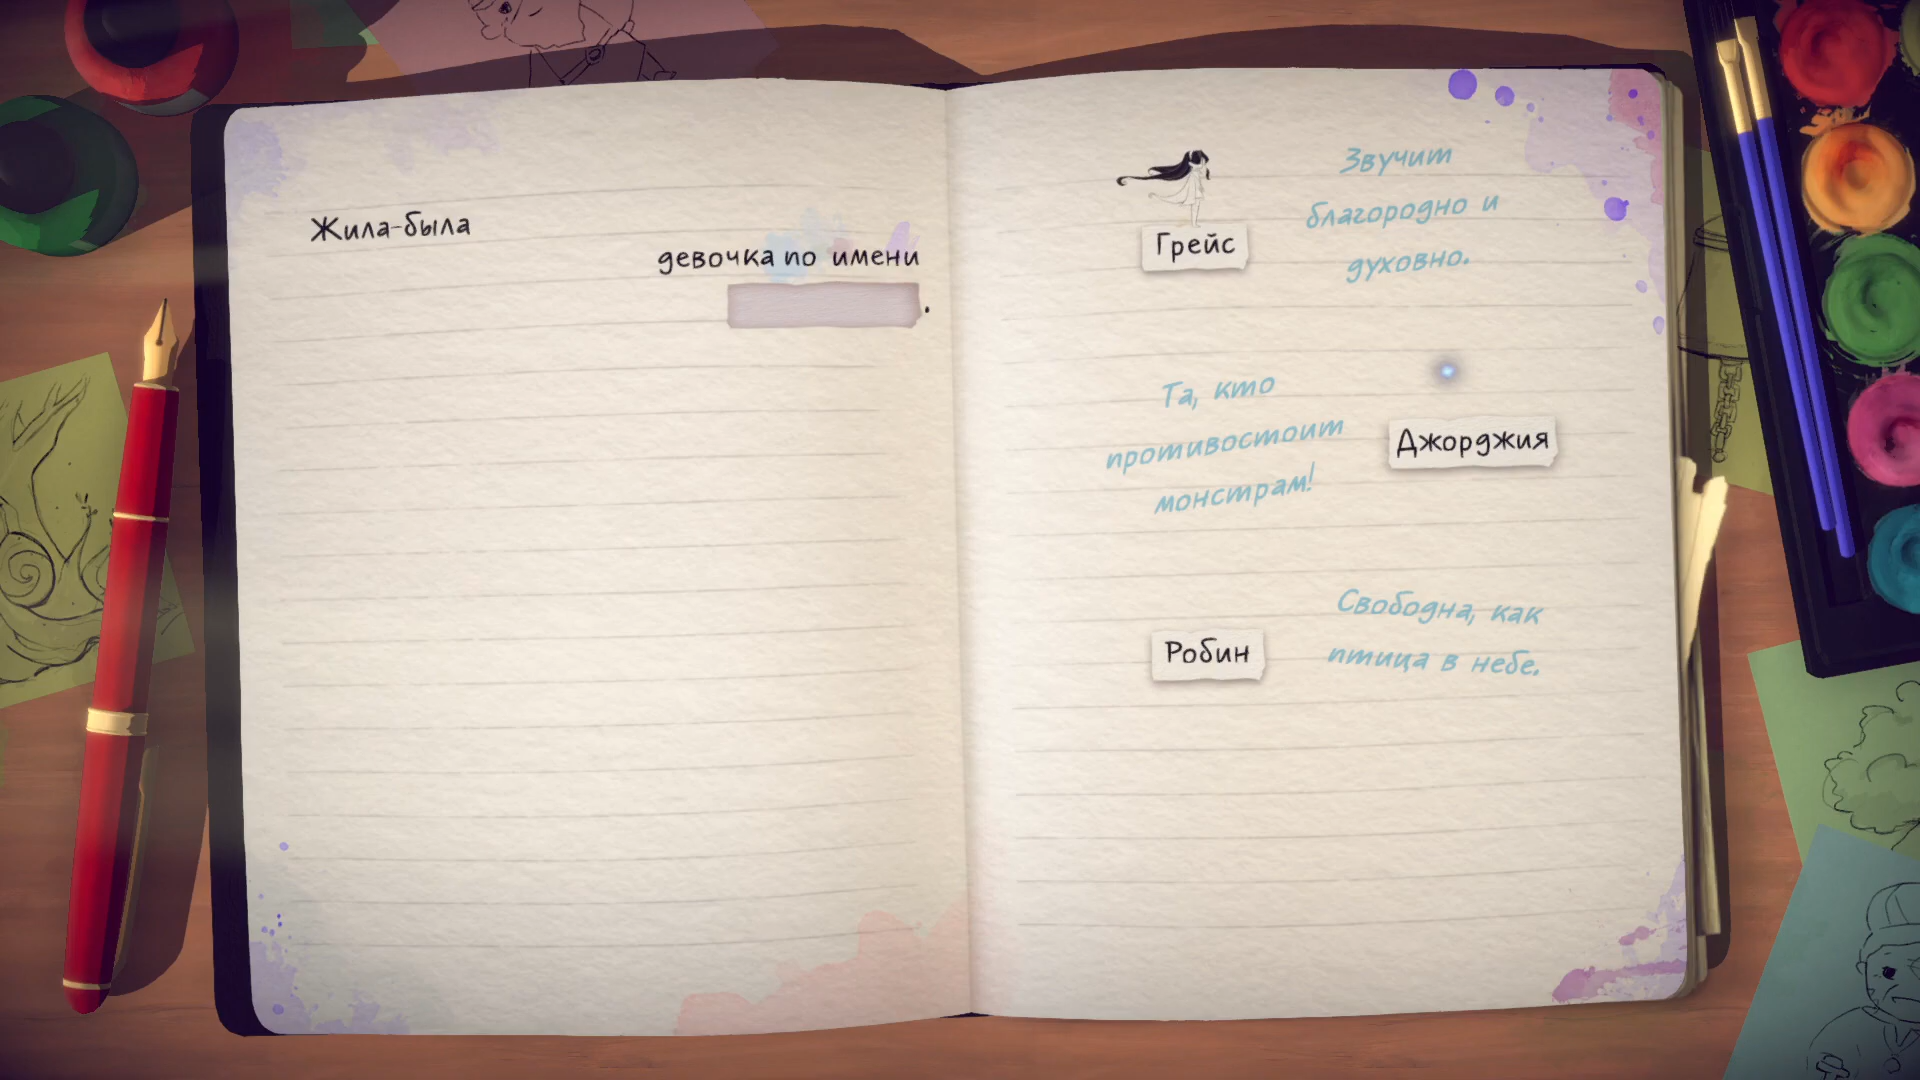 Жила-была
девочка по имени
.
Звучит
благородно и
духовно.
Грейс
Та, кто
противостоит
монстрам!
Джорджия
Свободна, как
птица в небе.
Робин